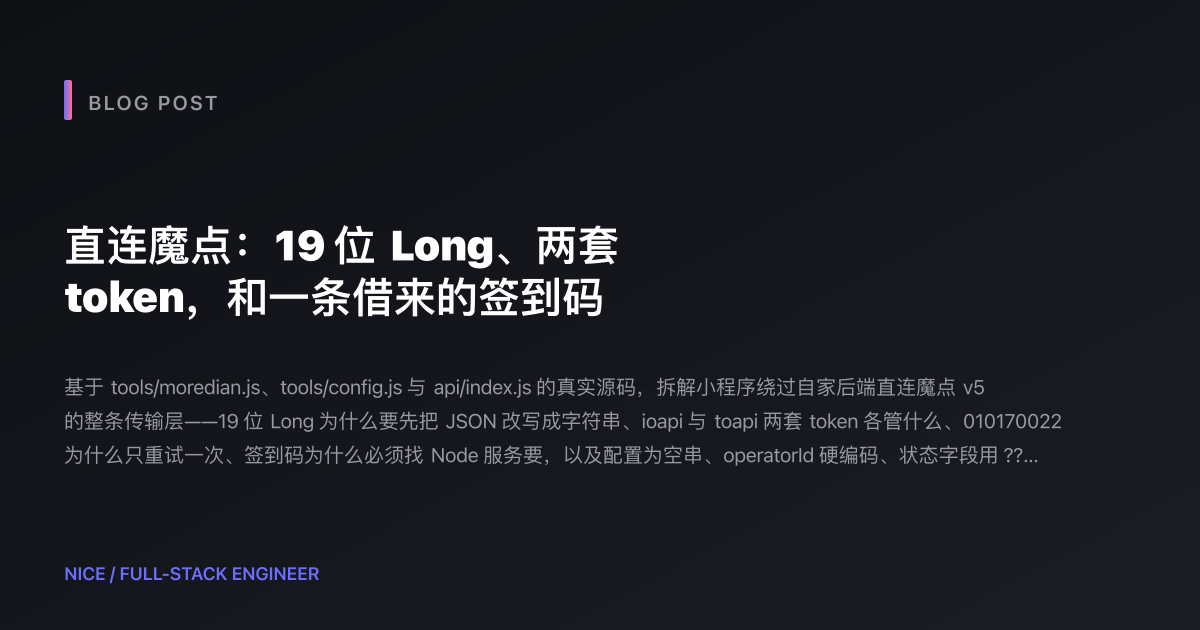 BLOG POST
直连魔点：19 位 Long、两套
token，和一条借来的签到码
基于 tools/moredian.js、tools/config.js 与 api/index.js 的真实源码，拆解小程序绕过自家后端直连魔点 v5
的整条传输层——19 位 Long 为什么要先把 JSON 改写成字符串、ioapi 与 toapi 两套 token 各管什么、010170022
为什么只重试一次、签到码为什么必须找 Node 服务要，以及配置为空串、operatorId 硬编码、状态字段用 ??...
NICE / FULL-STACK ENGINEER